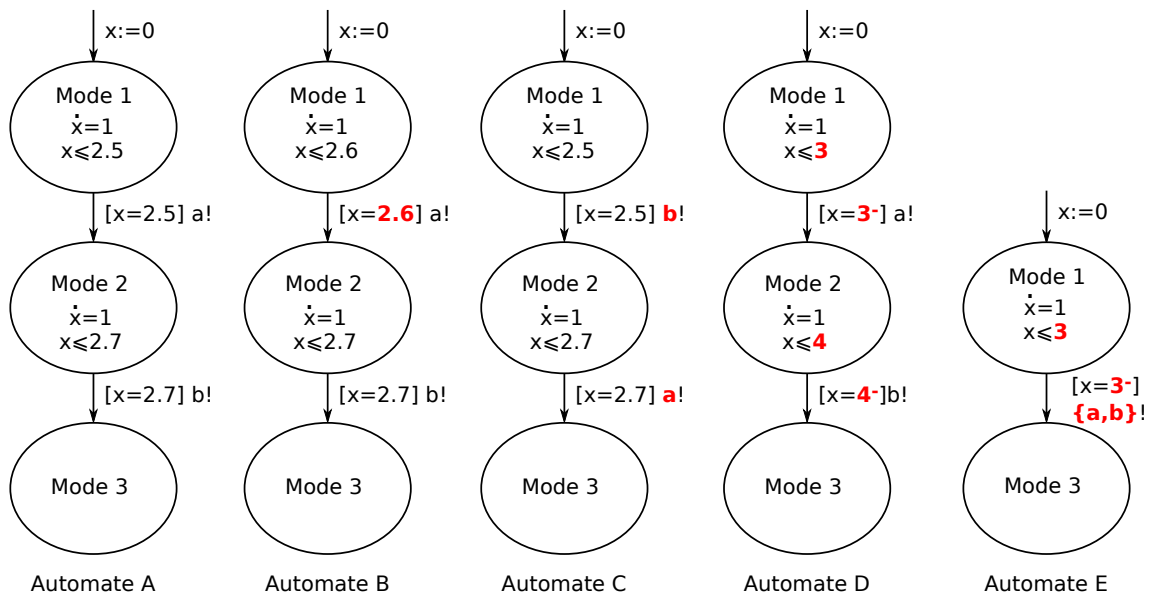 x:=0
Mode 1
ẋ=1
x⩽2.5
[x=2.5] a!
Mode 2
ẋ=1
x⩽2.7
[x=2.7] b!
Mode 3
Automate A
x:=0
Mode 1
ẋ=1
x⩽2.6
[x=2.6] a!
Mode 2
ẋ=1
x⩽2.7
[x=2.7] b!
Mode 3
Automate B
x:=0
Mode 1
ẋ=1
x⩽2.5
[x=2.5] b!
Mode 2
ẋ=1
x⩽2.7
[x=2.7] a!
Mode 3
Automate C
x:=0
Mode 1
ẋ=1
x⩽3
[x=3⁻] a!
Mode 2
ẋ=1
x⩽4
[x=4⁻]b!
Mode 3
Automate D
x:=0
Mode 1
ẋ=1
x⩽3
[x=3⁻]
{a,b}!
Mode 3
Automate E